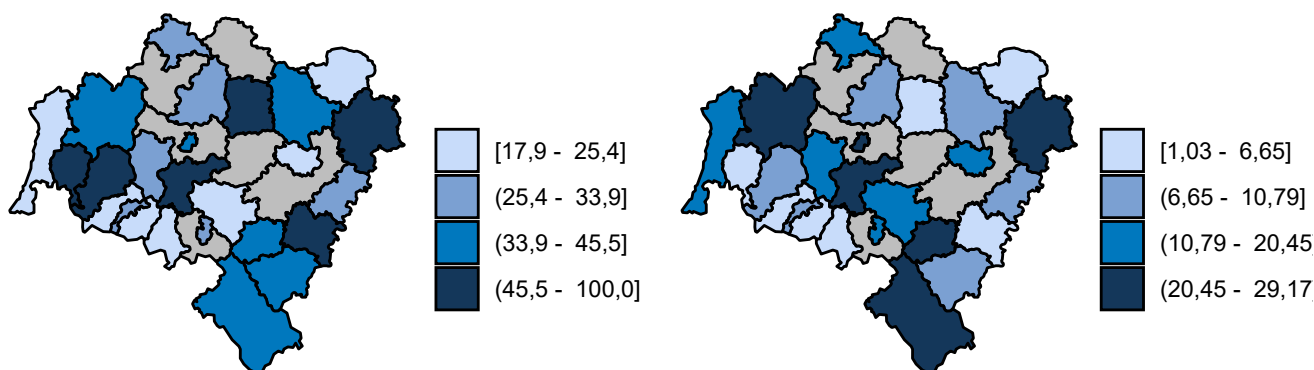 [17,9 - 25,4]
(25,4 - 33,9]
(33,9 - 45,5]
(45,5 - 100,0]
[1,03 - 6,65]
(6,65 - 10,79]
(10,79 - 20,45]
(20,45 - 29,17]